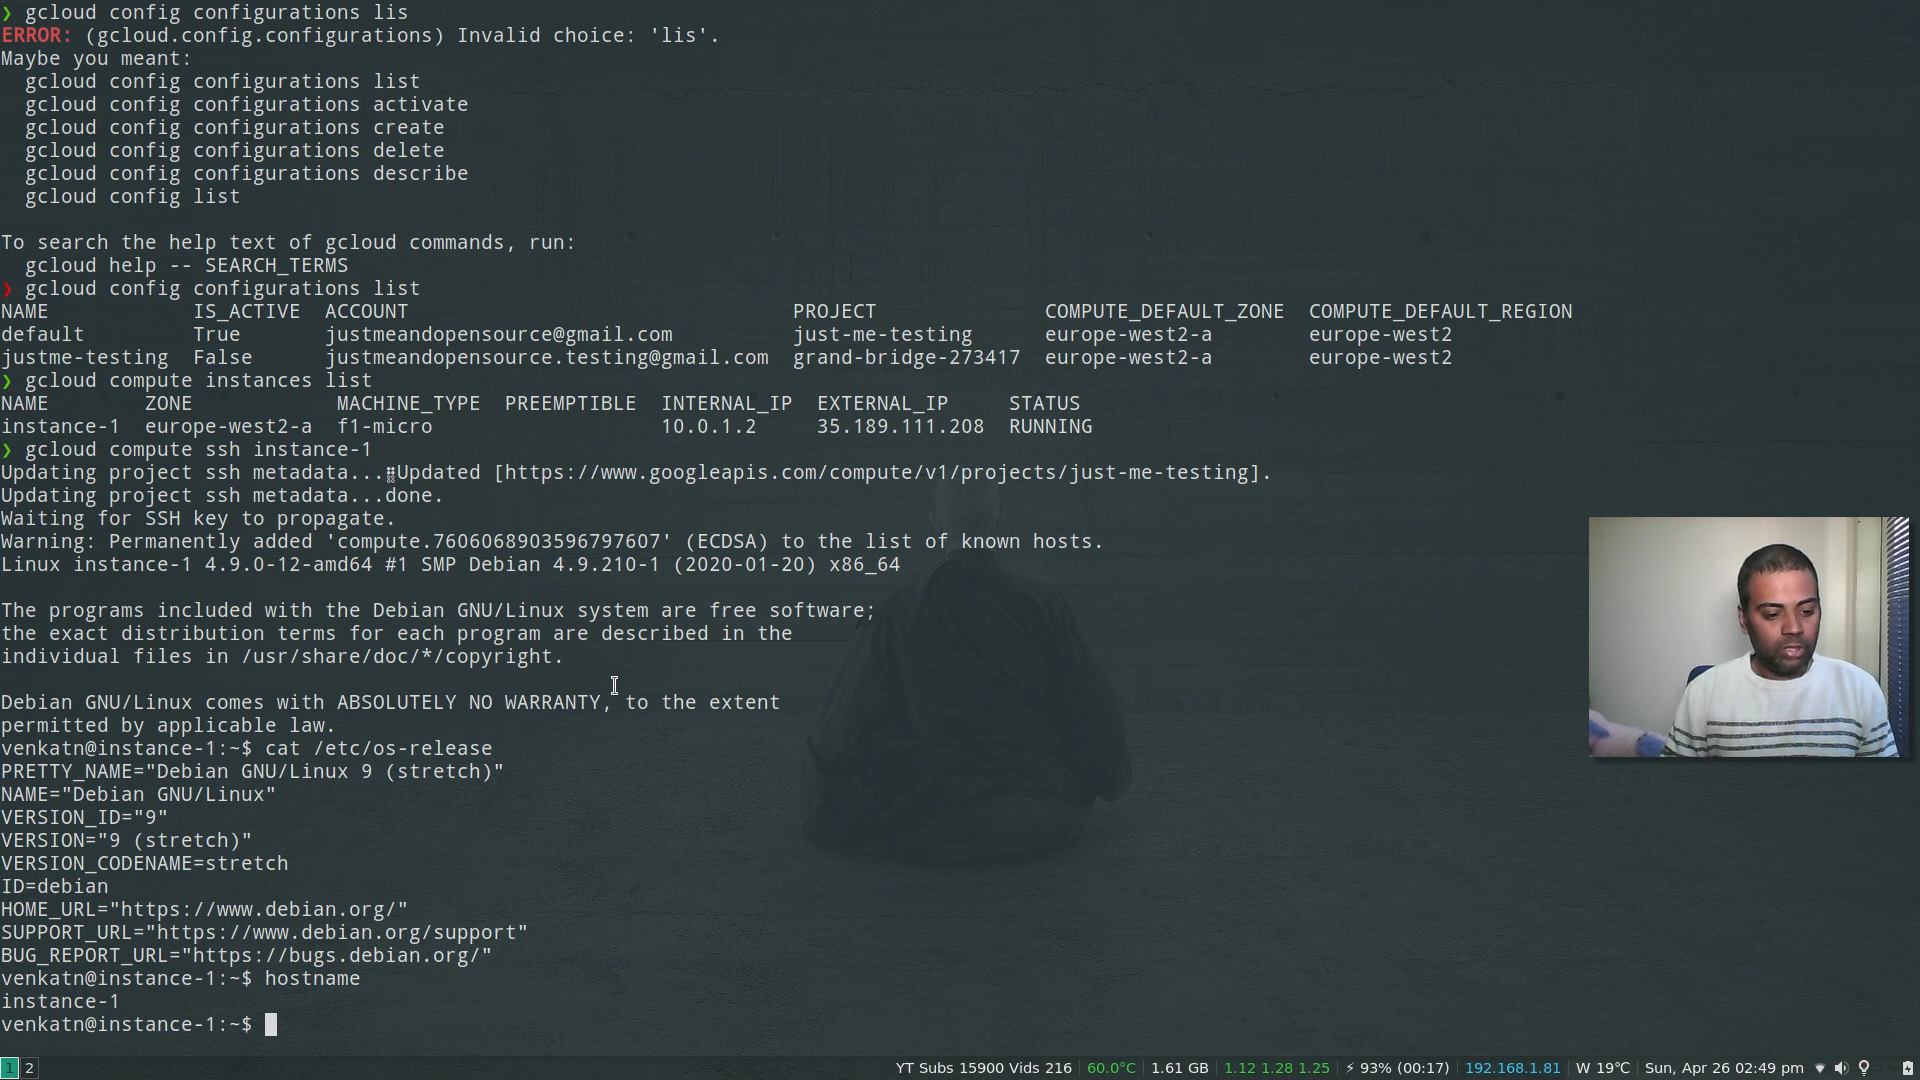 ❯ gcloud config configurations lis
ERROR: (gcloud.config.configurations) Invalid choice: 'lis'.
Maybe you meant:
  gcloud config configurations list
  gcloud config configurations activate
  gcloud config configurations create
  gcloud config configurations delete
  gcloud config configurations describe
  gcloud config list

To search the help text of gcloud commands, run:
  gcloud help -- SEARCH_TERMS
❯ gcloud config configurations list
NAME            IS_ACTIVE  ACCOUNT                                PROJECT              COMPUTE_DEFAULT_ZONE  COMPUTE_DEFAULT_REGION
default         True       justmeandopensource@gmail.com          just-me-testing      europe-west2-a        europe-west2
justme-testing  False      justmeandopensource.testing@gmail.com  grand-bridge-273417  europe-west2-a        europe-west2
❯ gcloud compute instances list
NAME        ZONE            MACHINE_TYPE  PREEMPTIBLE  INTERNAL_IP  EXTERNAL_IP     STATUS
instance-1  europe-west2-a  f1-micro                   10.0.1.2     35.189.111.208  RUNNING
❯ gcloud compute ssh instance-1
Updating project ssh metadata...⣿Updated [https://www.googleapis.com/compute/v1/projects/just-me-testing].
Updating project ssh metadata...done.
Waiting for SSH key to propagate.
Warning: Permanently added 'compute.7606068903596797607' (ECDSA) to the list of known hosts.
Linux instance-1 4.9.0-12-amd64 #1 SMP Debian 4.9.210-1 (2020-01-20) x86_64

The programs included with the Debian GNU/Linux system are free software;
the exact distribution terms for each program are described in the
individual files in /usr/share/doc/*/copyright.

Debian GNU/Linux comes with ABSOLUTELY NO WARRANTY, to the extent
permitted by applicable law.
venkatn@instance-1:~$ cat /etc/os-release
PRETTY_NAME="Debian GNU/Linux 9 (stretch)"
NAME="Debian GNU/Linux"
VERSION_ID="9"
VERSION="9 (stretch)"
VERSION_CODENAME=stretch
ID=debian
HOME_URL="https://www.debian.org/"
SUPPORT_URL="https://www.debian.org/support"
BUG_REPORT_URL="https://bugs.debian.org/"
venkatn@instance-1:~$ hostname
instance-1
venkatn@instance-1:~$
1 2 YT Subs 15900 Vids 216 60.0°C 1.61 GB 1.12 1.28 1.25 ⚡ 93% (00:17) 192.168.1.81 W 19℃ Sun, Apr 26 02:49 pm